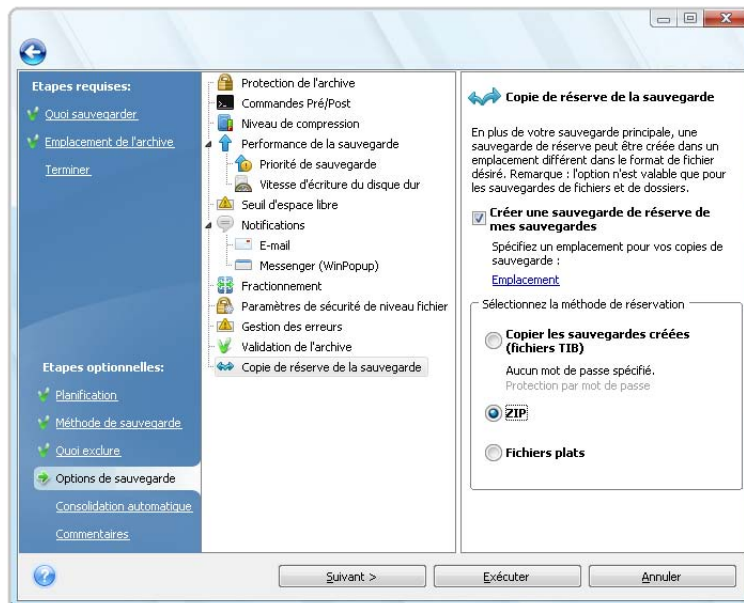 Etapes requises:
Quoi sauvegarder
Emplacement de l'archive
Terminer
Etapes optionnelles:
Planification
Méthode de sauvegarde
Quoi exclure
Options de sauvegarde
Consolidation automatique
Commentaires
Protection de l'archive
Commandes Pré/Post
Niveau de compression
Performance de la sauvegarde
Priorité de sauvegarde
Vitesse d'écriture du disque dur
Seuil d'espace libre
Notifications
E-mail
Messenger (WinPopup)
Fractionnement
Paramètres de sécurité de niveau fichier
Gestion des erreurs
Validation de l'archive
Copie de réserve de la sauvegarde
Copie de réserve de la sauvegarde
En plus de votre sauvegarde principale, une
sauvegarde de réserve peut être créée dans un
emplacement différent dans le format de fichier
désiré. Remarque : l'option n'est valable que pour
les sauvegardes de fichiers et de dossiers.
Créer une sauvegarde de réserve de
mes sauvegardes
Spécifiez un emplacement pour vos copies de
sauvegarde :
Emplacement
Sélectionnez la méthode de réservation
Copier les sauvegardes créées
(fichiers TIB)
Aucun mot de passe spécifié.
Protection par mot de passe
ZIP
Fichiers plats
Suivant >
Exécuter
Annuler